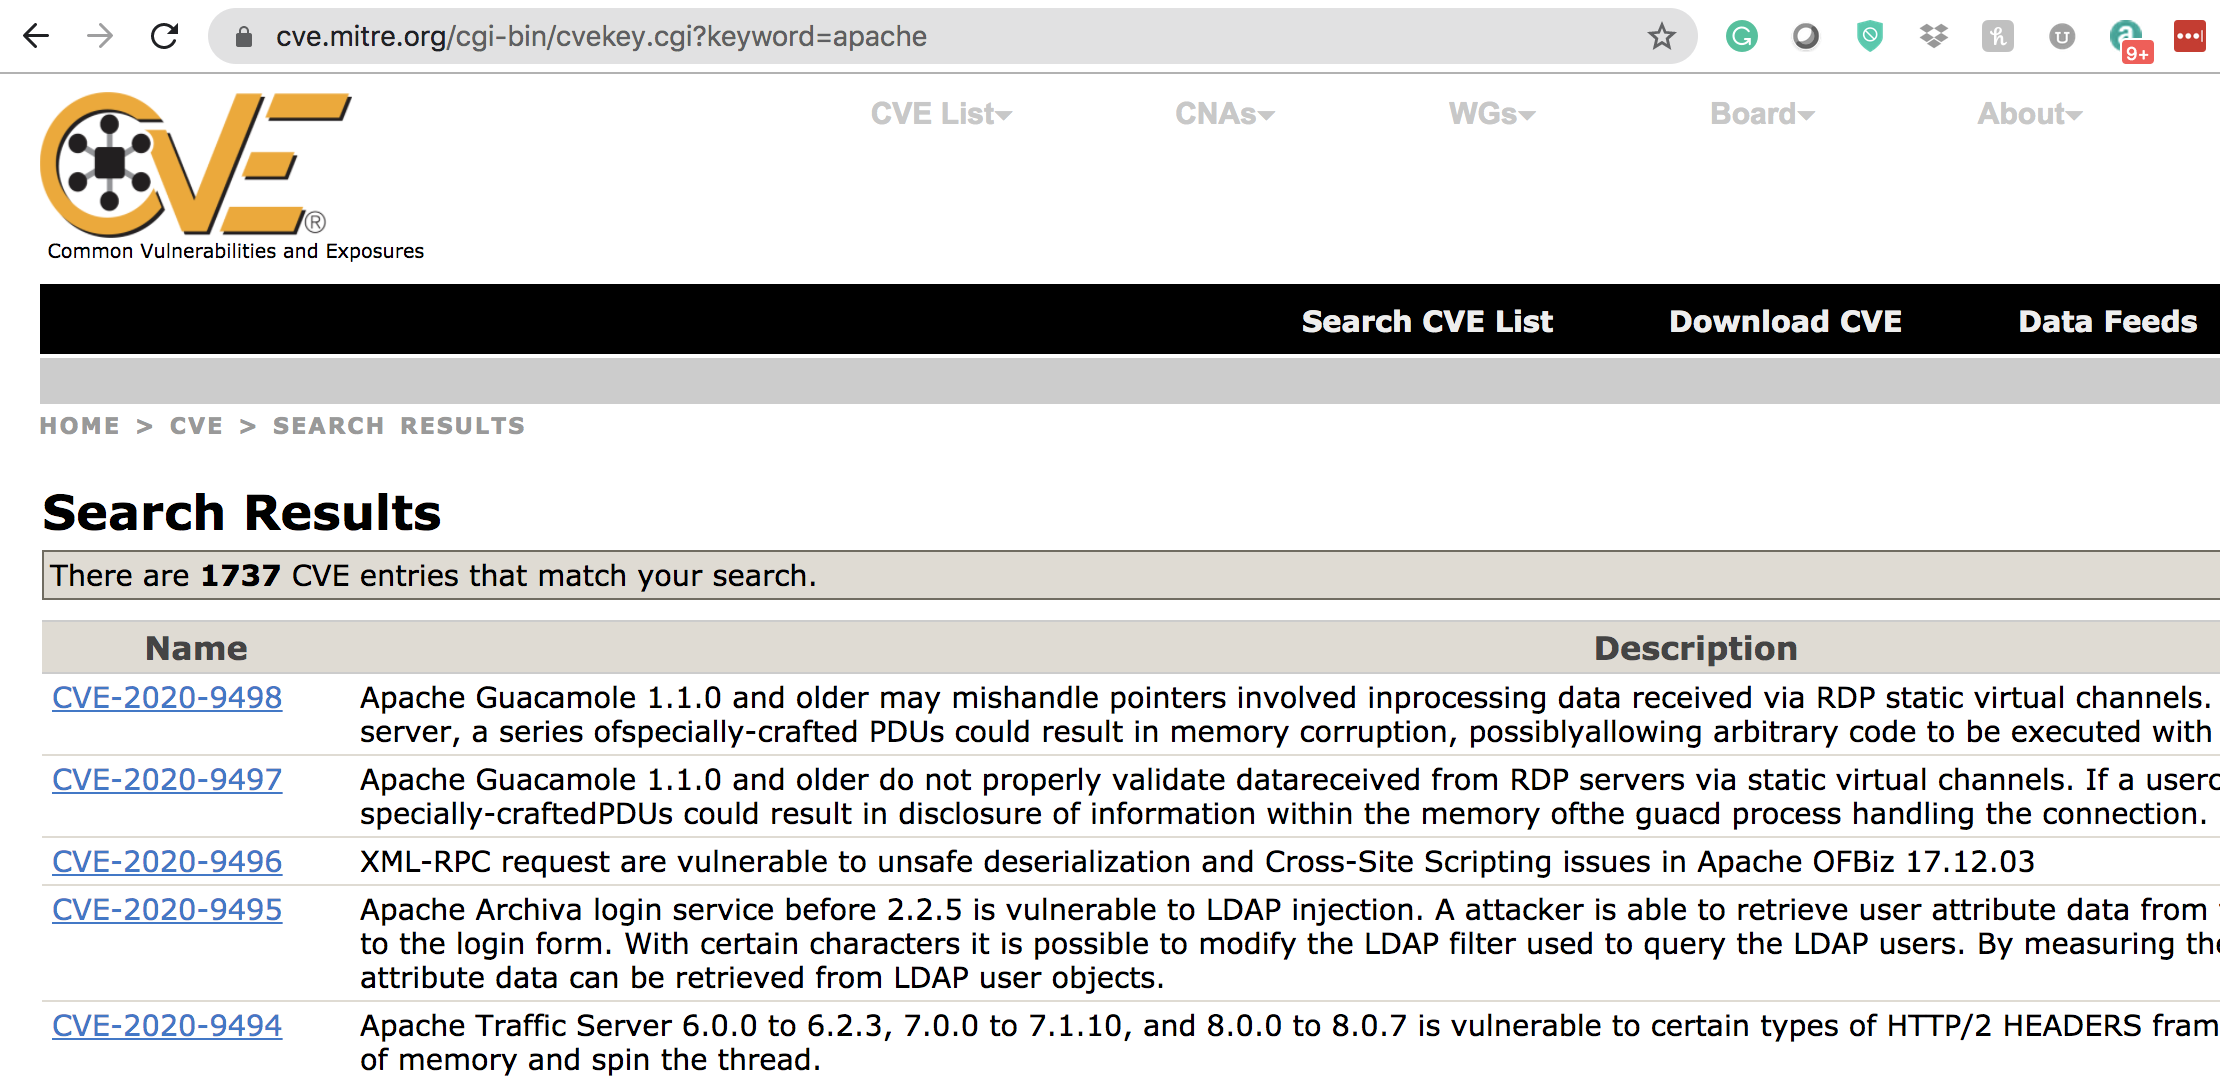 cve.mitre.org/cgi-bin/cvekey.cgi?keyword=apache
9+
CVE List CNAs WGs Board About
CVE®
Common Vulnerabilities and Exposures
Search CVE List Download CVE Data Feeds
HOME > CVE > SEARCH RESULTS
Search Results
There are 1737 CVE entries that match your search.
Name Description
CVE-2020-9498 Apache Guacamole 1.1.0 and older may mishandle pointers involved inprocessing data received via RDP static virtual channels.
server, a series ofspecially-crafted PDUs could result in memory corruption, possiblyallowing arbitrary code to be executed with
CVE-2020-9497 Apache Guacamole 1.1.0 and older do not properly validate datareceived from RDP servers via static virtual channels. If a userc
specially-craftedPDUs could result in disclosure of information within the memory ofthe guacd process handling the connection.
CVE-2020-9496 XML-RPC request are vulnerable to unsafe deserialization and Cross-Site Scripting issues in Apache OFBiz 17.12.03
CVE-2020-9495 Apache Archiva login service before 2.2.5 is vulnerable to LDAP injection. A attacker is able to retrieve user attribute data from
to the login form. With certain characters it is possible to modify the LDAP filter used to query the LDAP users. By measuring the
attribute data can be retrieved from LDAP user objects.
CVE-2020-9494 Apache Traffic Server 6.0.0 to 6.2.3, 7.0.0 to 7.1.10, and 8.0.0 to 8.0.7 is vulnerable to certain types of HTTP/2 HEADERS fram
of memory and spin the thread.